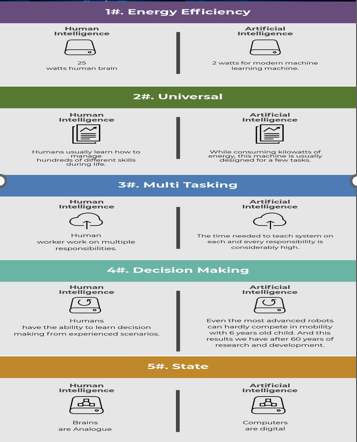 1#. Energy Efficiency
Human
Intelligence
Artificial
Intelligence
25
watts human brain
2 watts for modern machine
learning machine.
2#. Universal
Human
Intelligence
Artificial
Intelligence
Humans usually learn how to
manage
hundreds of different skills
during life.
While consuming kilowatts of
energy, this machine is usually
designed for a few tasks.
3#. Multi Tasking
Human
Intelligence
Artificial
Intelligence
Human
worker work on multiple
responsibilities.
The time needed to teach system on
each and every responsibility is
considerably high.
4#. Decision Making
Human
Intelligence
Artificial
Intelligence
Humans
have the ability to learn decision
making from experienced scenarios.
Even the most advanced robots
can hardly compete in mobility
with 6 years old child. And this
results we have after 60 years of
research and development.
5#. State
Human
Intelligence
Artificial
Intelligence
Brains
are Analogue
Computers
are digital